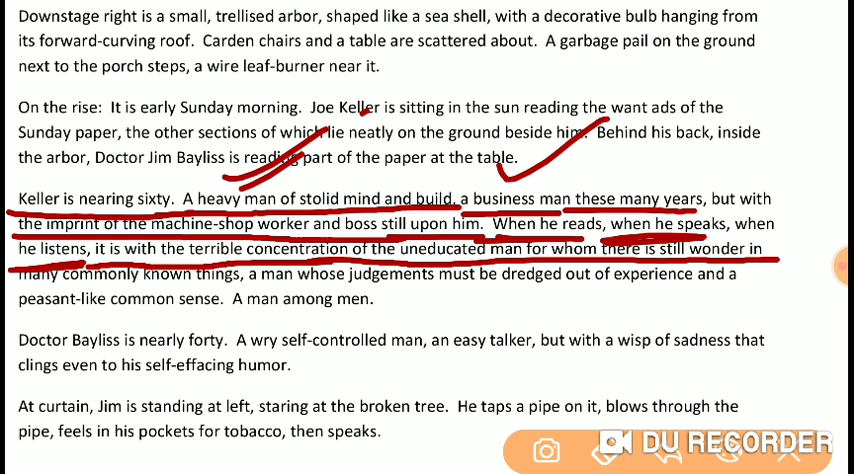 Downstage right is a small, trellised arbor, shaped like a sea shell, with a decorative bulb hanging from
its forward-curving roof. Carden chairs and a table are scattered about. A garbage pail on the ground
next to the porch steps, a wire leaf-burner near it.
On the rise: It is early Sunday morning. Joe Keller is sitting in the sun reading the want ads of the
Sunday paper, the other sections of which lie neatly on the ground beside him. Behind his back, inside
the arbor, Doctor Jim Bayliss is reading part of the paper at the table.
Keller is nearing sixty. A heavy man of stolid mind and build, a business man these many years, but with
the imprint of the machine-shop worker and boss still upon him. When he reads, when he speaks, when
he listens, it is with the terrible concentration of the uneducated man for whom there is still wonder in
many commonly known things, a man whose judgements must be dredged out of experience and a
peasant-like common sense. A man among men.
Doctor Bayliss is nearly forty. A wry self-controlled man, an easy talker, but with a wisp of sadness that
clings even to his self-effacing humor.
At curtain, Jim is standing at left, staring at the broken tree. He taps a pipe on it, blows through the
pipe, feels in his pockets for tobacco, then speaks.
DU RECORDER